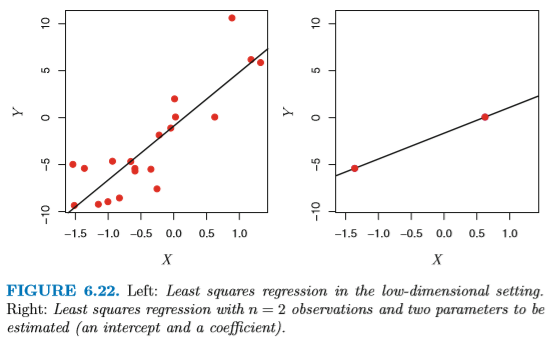 10
5
0
−5
−10
Y
−1.5 −1.0 −0.5 0.0 0.5 1.0
X
10
5
0
−5
−10
Y
−1.5 −1.0 −0.5 0.0 0.5 1.0
X
FIGURE 6.22. Left: Least squares regression in the low-dimensional setting.
Right: Least squares regression with n = 2 observations and two parameters to be
estimated (an intercept and a coefficient).